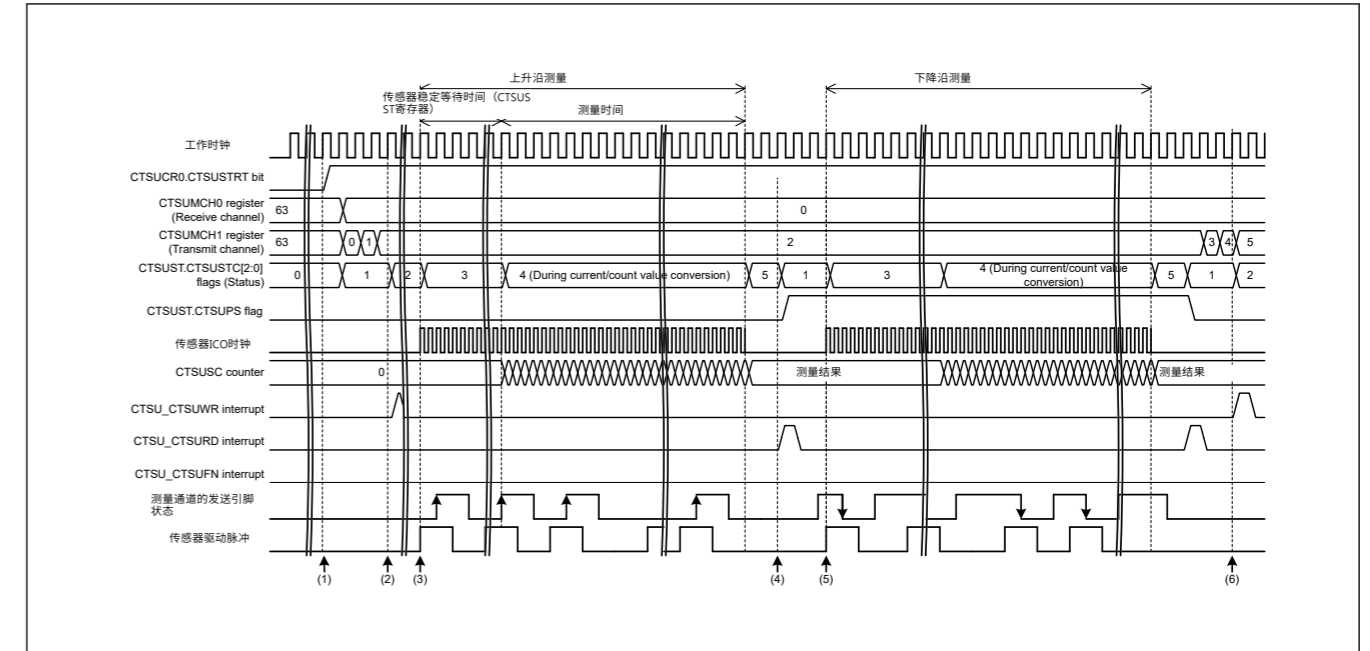 上升沿测量
下降沿测量
传感器稳定等待时间（CTSUS
ST寄存器）
测量时间
工作时钟
CTSUCR0.CTSUSTRT bit
CTSUMCH0 register
(Receive channel)
63
0
CTSUMCH1 register
(Transmit channel)
63
0
1
2
3
4
5
CTSUST.CTSUSTC[2:0]
flags (Status)
0
1
2
3
4 (During current/count value conversion)
5
1
3
4 (During current/count value
conversion)
5
1
2
CTSUST.CTSUPS flag
传感器ICO时钟
CTSUSC counter
0
测量结果
测量结果
CTSU_CTSUWR interrupt
CTSU_CTSURD interrupt
CTSU_CTSUFN interrupt
测量通道的发送引脚
状态
传感器驱动脉冲
(1)
(2)
(3)
(4)
(5)
(6)